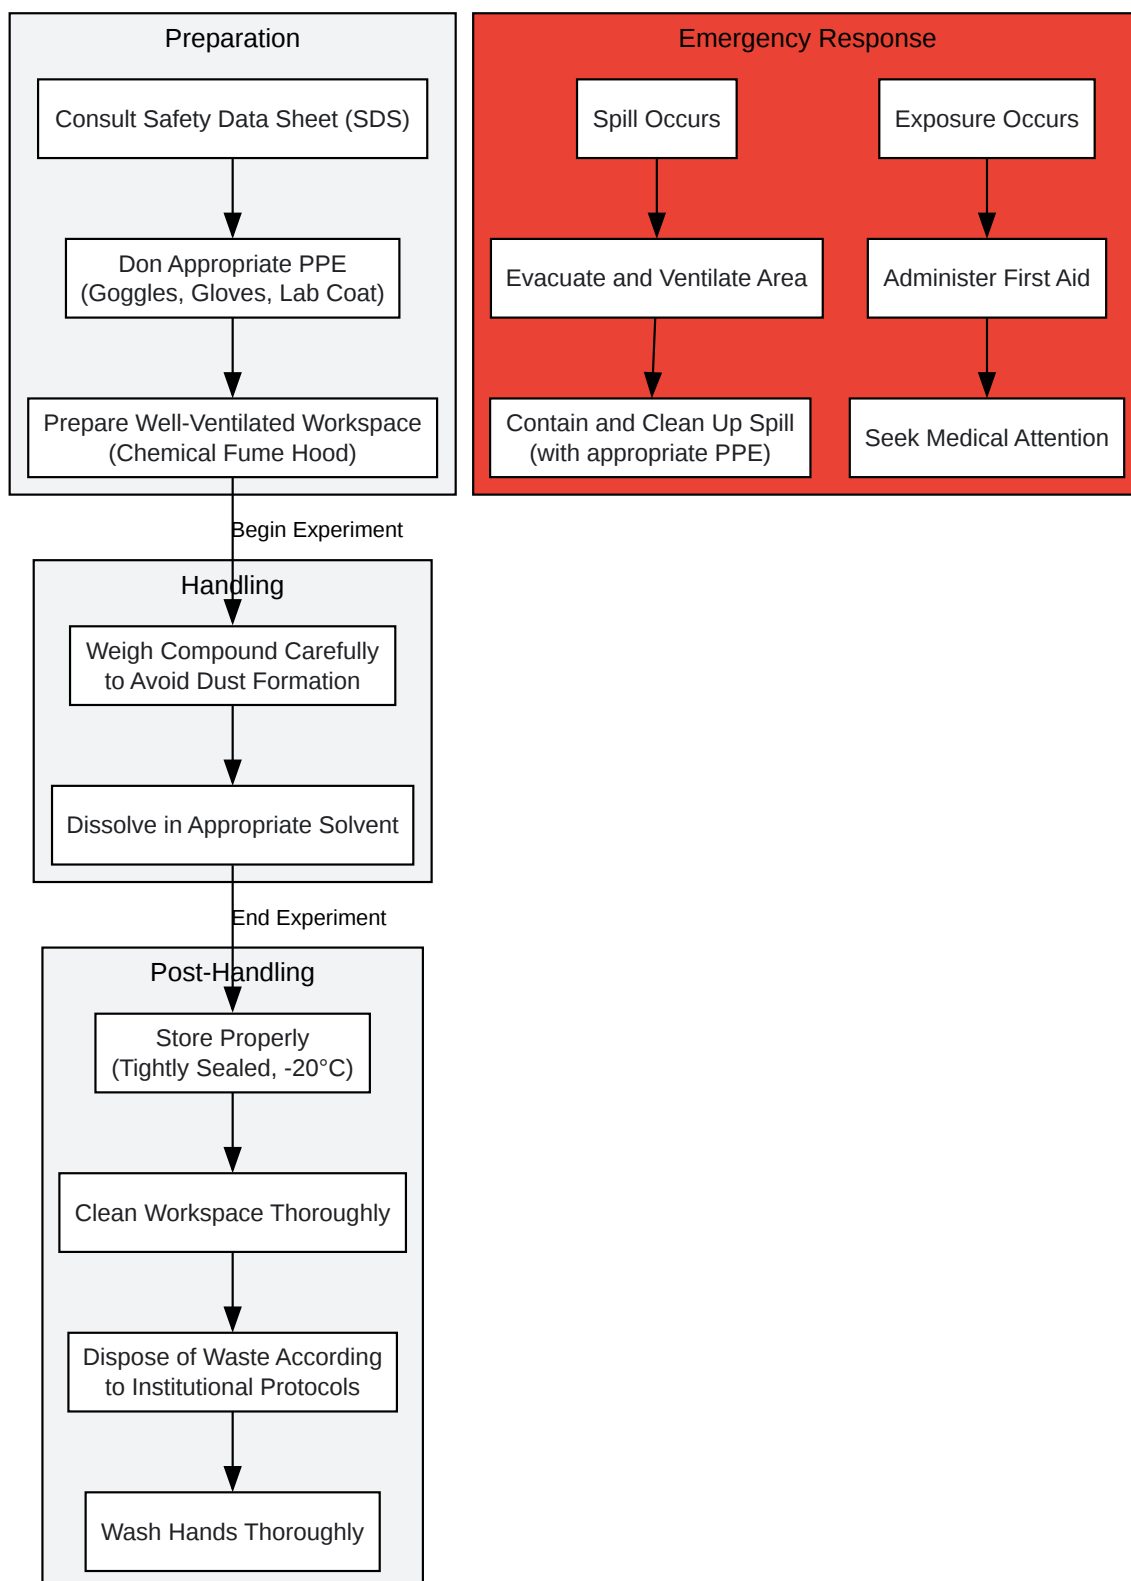 Preparation
Consult Safety Data Sheet (SDS)
Don Appropriate PPE
(Goggles, Gloves, Lab Coat)
Prepare Well-Ventilated Workspace
(Chemical Fume Hood)
Begin Experiment
Handling
Weigh Compound Carefully
to Avoid Dust Formation
Dissolve in Appropriate Solvent
End Experiment
Post-Handling
Store Properly
(Tightly Sealed, -20°C)
Clean Workspace Thoroughly
Dispose of Waste According
to Institutional Protocols
Wash Hands Thoroughly
Emergency Response
Spill Occurs
Evacuate and Ventilate Area
Contain and Clean Up Spill
(with appropriate PPE)
Exposure Occurs
Administer First Aid
Seek Medical Attention